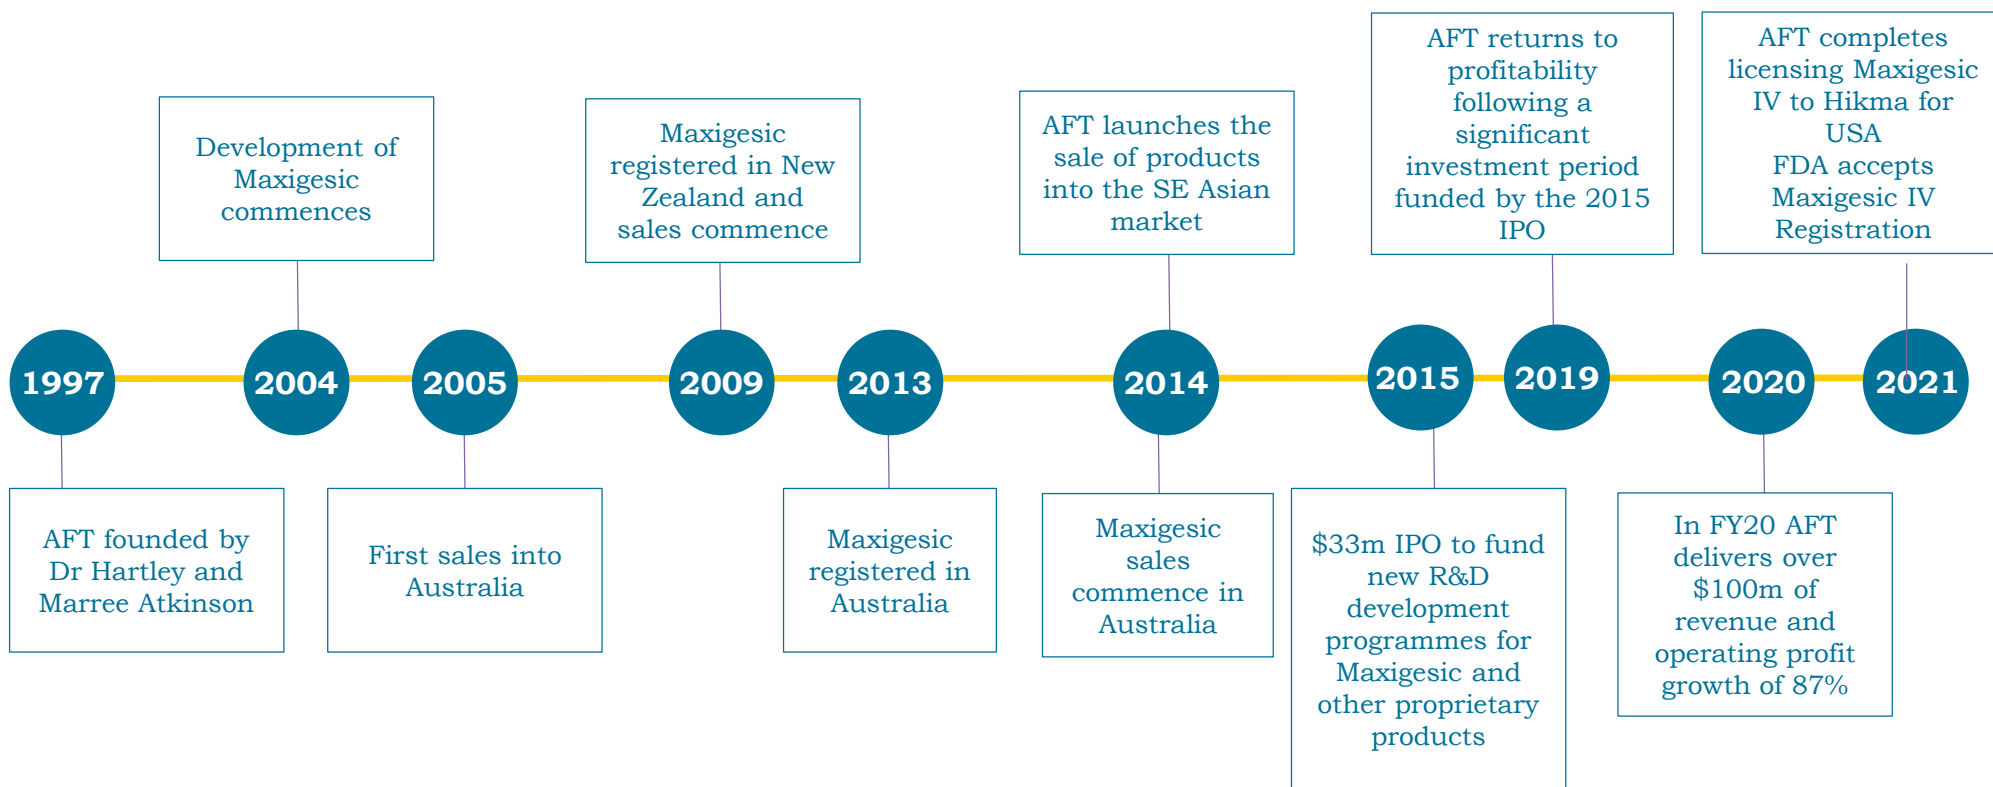 Development of
Maxigesic
commences
Maxigesic
registered in New
Zealand and
sales commence
AFT launches the
sale of products
into the SE Asian
market
AFT returns to
profitability
following a
significant
investment period
funded by the 2015
IPO
AFT completes
licensing Maxigesic
IV to Hikma for
USA
FDA accepts
Maxigesic IV
Registration
1997
2004
2005
2009
2013
2014
2015
2019
2020
2021
AFT founded by
Dr Hartley and
Marree Atkinson
First sales into
Australia
Maxigesic
registered in
Australia
Maxigesic
sales
commence in
Australia
$33m IPO to fund
new R&D
development
programmes for
Maxigesic and
other proprietary
products
In FY20 AFT
delivers over
$100m of
revenue and
operating profit
growth of 87%